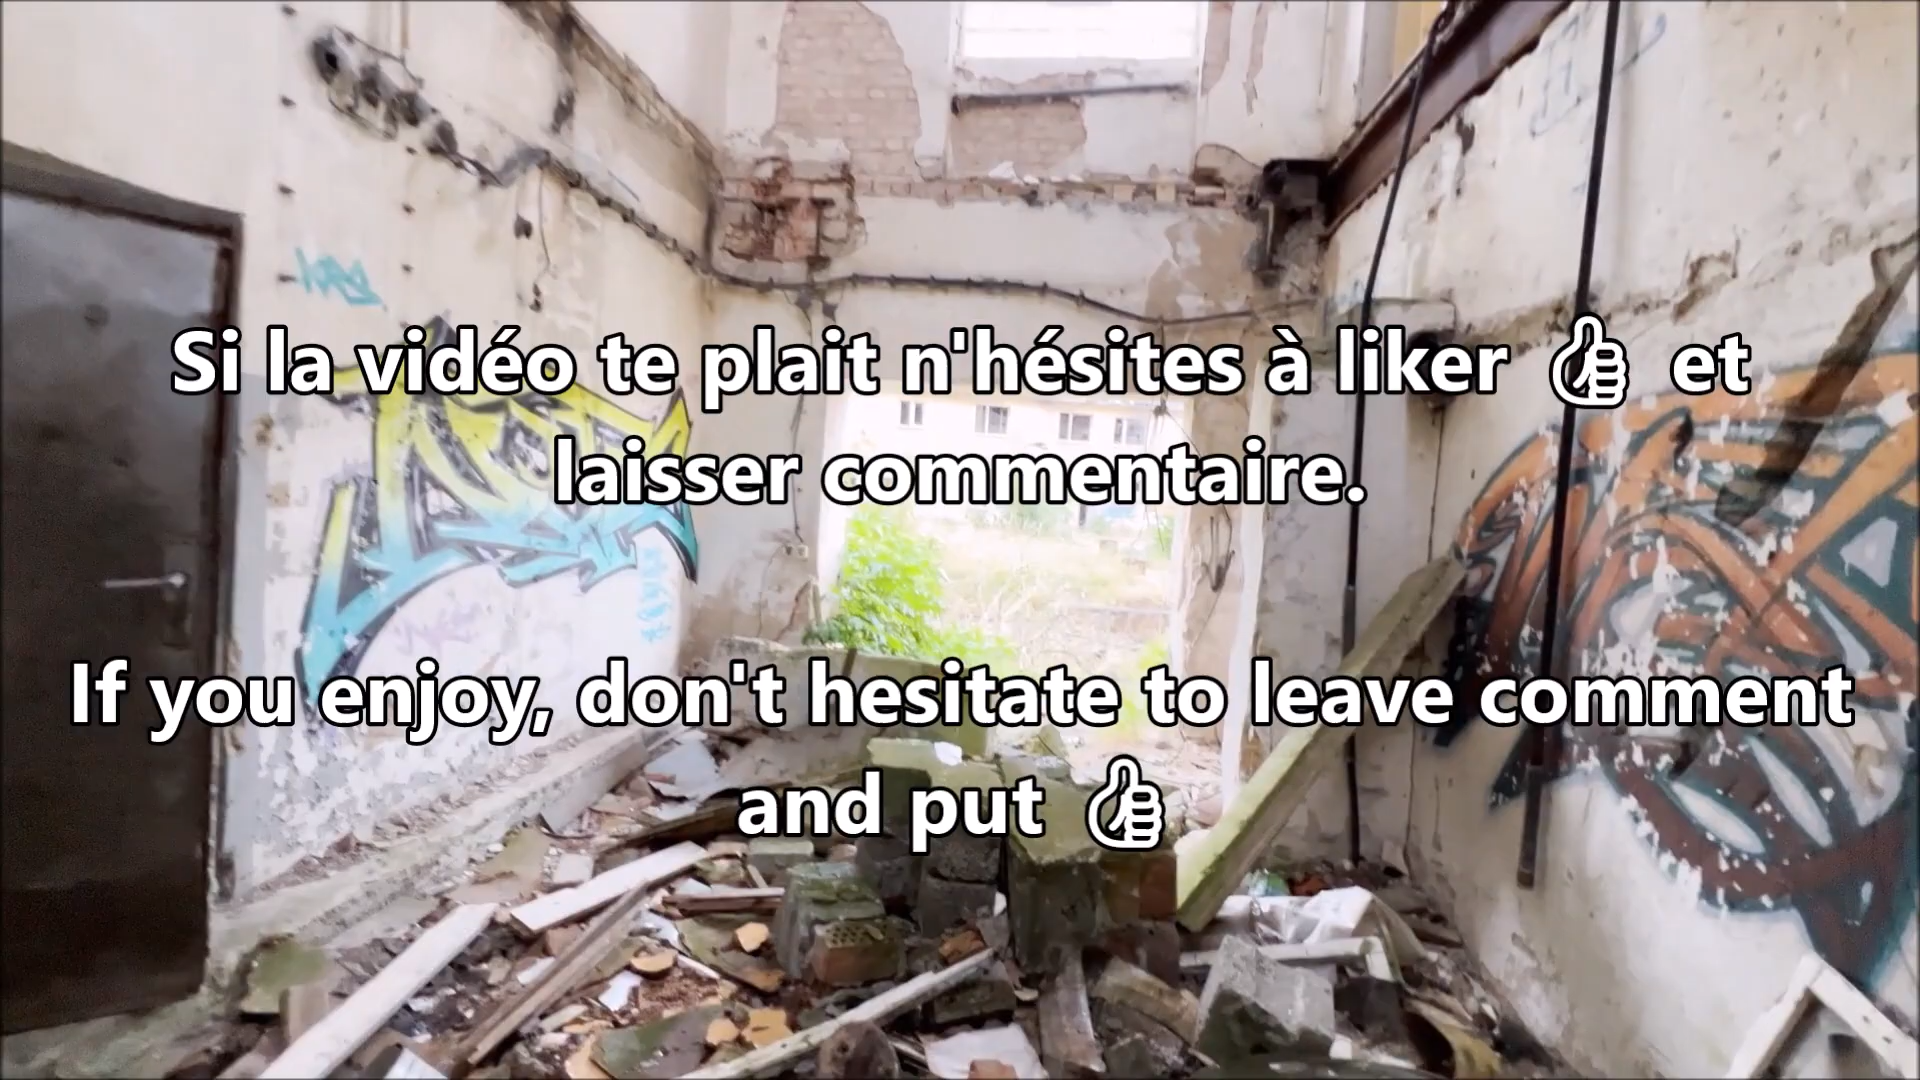 Si la vidéo te plait n'hésites à liker 👍 et
laisser commentaire.
If you enjoy, don't hesitate to leave comment
and put 👍